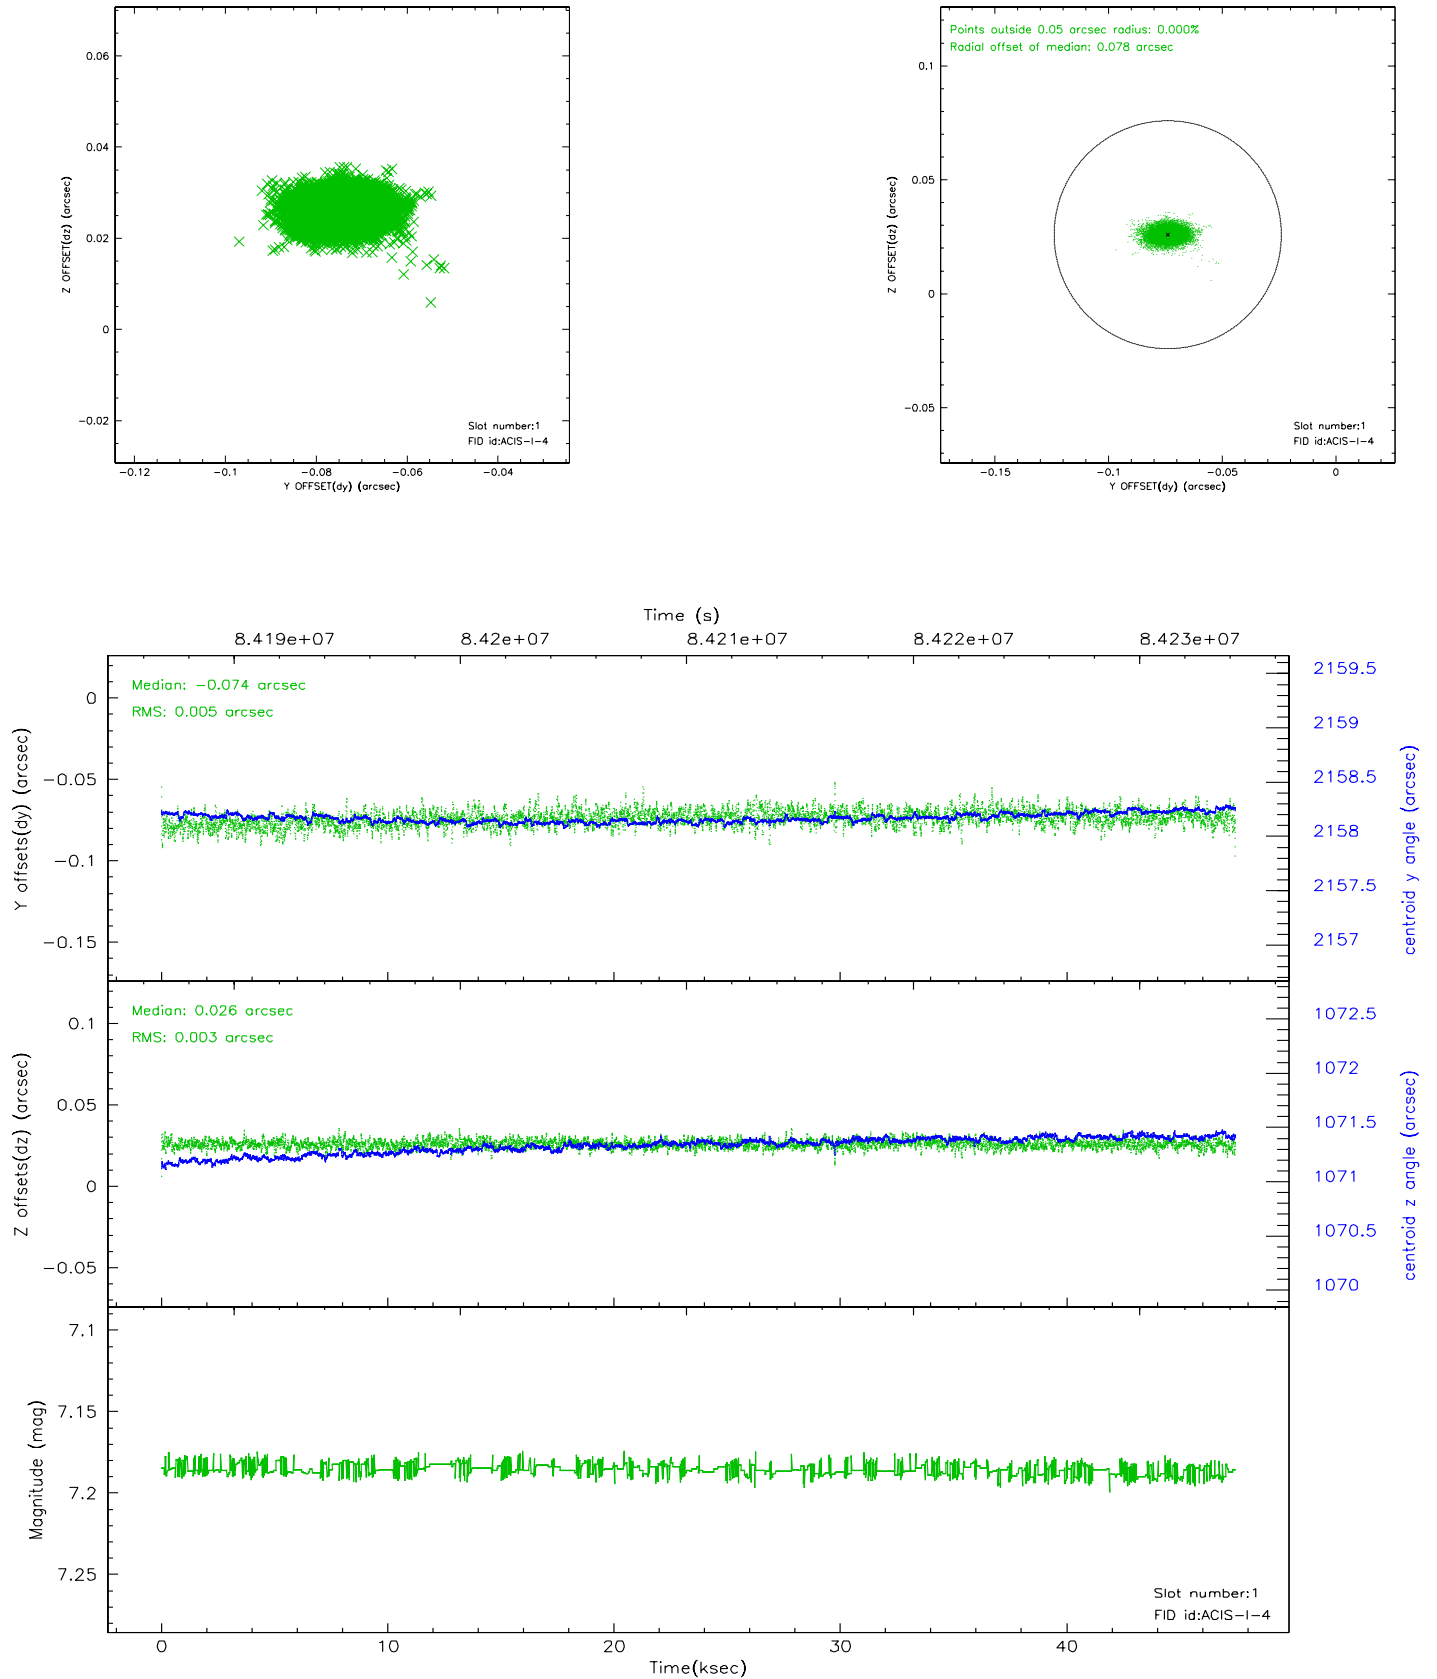 0.06
0.04
0.02
0
−0.02
Z OFFSET(dz) (arcsec)
Slot number:1
FID id:ACIS−I−4
−0.12 −0.1 −0.08 −0.06 −0.04
Y OFFSET(dy) (arcsec)
Points outside 0.05 arcsec radius: 0.000%
Radial offset of median: 0.078 arcsec
0.1
0.05
0
−0.05
Z OFFSET(dz) (arcsec)
Slot number:1
FID id:ACIS−I−4
−0.15 −0.1 −0.05 0
Y OFFSET(dy) (arcsec)
Time (s)
8.419e+07 8.42e+07 8.421e+07 8.422e+07 8.423e+07
Median: −0.074 arcsec
RMS: 0.005 arcsec
0
−0.05
−0.1
−0.15
Y offsets(dy) (arcsec)
2159.5
2159
2158.5
2158
2157.5
2157
centroid y angle (arcsec)
Median: 0.026 arcsec
RMS: 0.003 arcsec
0.1
0.05
0
−0.05
Z offsets(dz) (arcsec)
1072.5
1072
1071.5
1071
1070.5
1070
centroid z angle (arcsec)
7.1
7.15
7.2
7.25
Magnitude (mag)
Slot number:1
FID id:ACIS−I−4
0 10 20 30 40
Time(ksec)